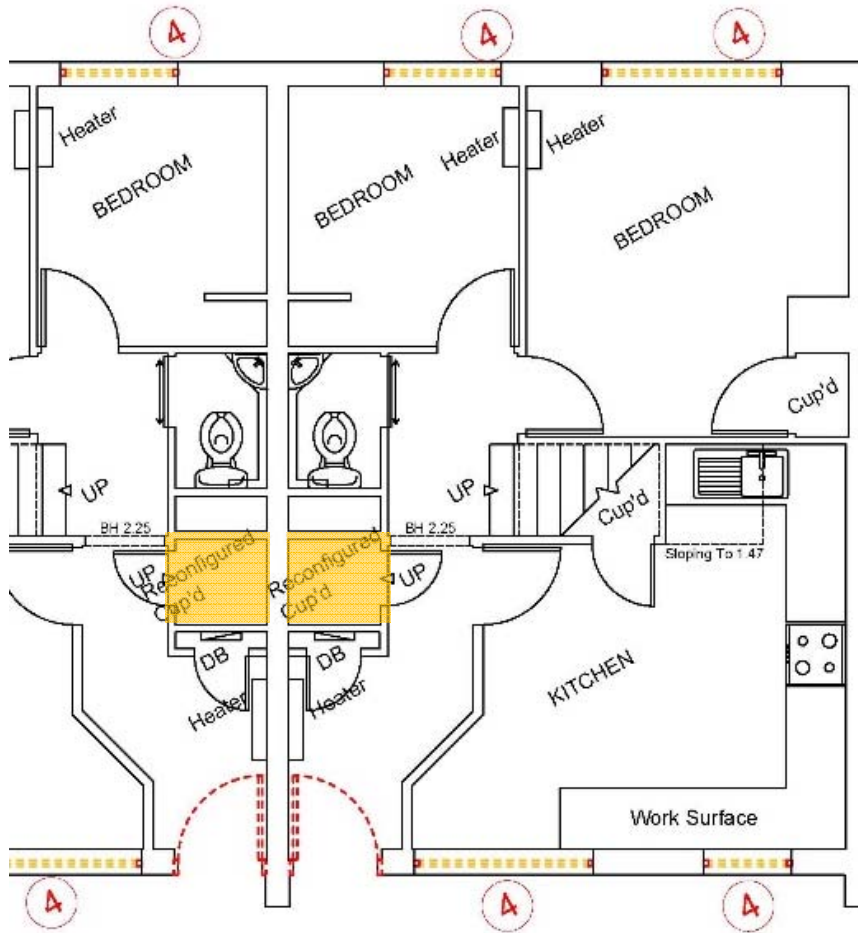 4
4
4
Heater
Heater
Heater
BEDROOM
BEDROOM
BEDROOM
Cup'd
UP
UP
Cup'd
BH 2.25
BH 2.25
Sloping To 1.47
UP
Reconfigured
Cup'd
Reconfigured
Cup'd
UP
DB
DB
KITCHEN
Heater
Heater
Work Surface
4
4
4